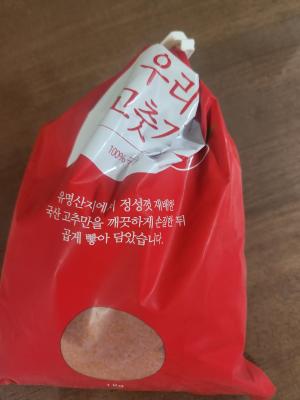 우리
고춧가
100%
유명산지에서 정성껏 재배한
국산 고추만을 깨끗하게 손질한 뒤
곱게 빻아 담았습니다.
1 kg